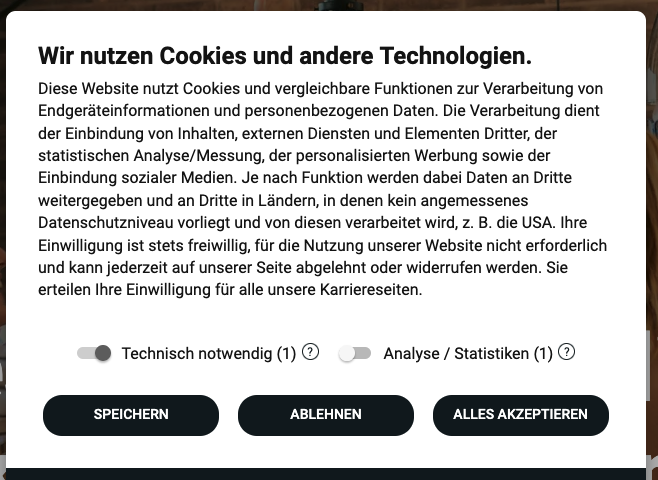 Wir nutzen Cookies und andere Technologien.
Diese Website nutzt Cookies und vergleichbare Funktionen zur Verarbeitung von
Endgeräteinformationen und personenbezogenen Daten. Die Verarbeitung dient
der Einbindung von Inhalten, externen Diensten und Elementen Dritter, der
statistischen Analyse/Messung, der personalisierten Werbung sowie der
Einbindung sozialer Medien. Je nach Funktion werden dabei Daten an Dritte
weitergegeben und an Dritte in Ländern, in denen kein angemessenes
Datenschutzniveau vorliegt und von diesen verarbeitet wird, z. B. die USA. Ihre
Einwilligung ist stets freiwillig, für die Nutzung unserer Website nicht erforderlich
und kann jederzeit auf unserer Seite abgelehnt oder widerrufen werden. Sie
erteilen Ihre Einwilligung für alle unsere Karriereseiten.
Technisch notwendig (1) ? Analyse / Statistiken (1) ?
SPEICHERN ABLEHNEN ALLES AKZEPTIEREN